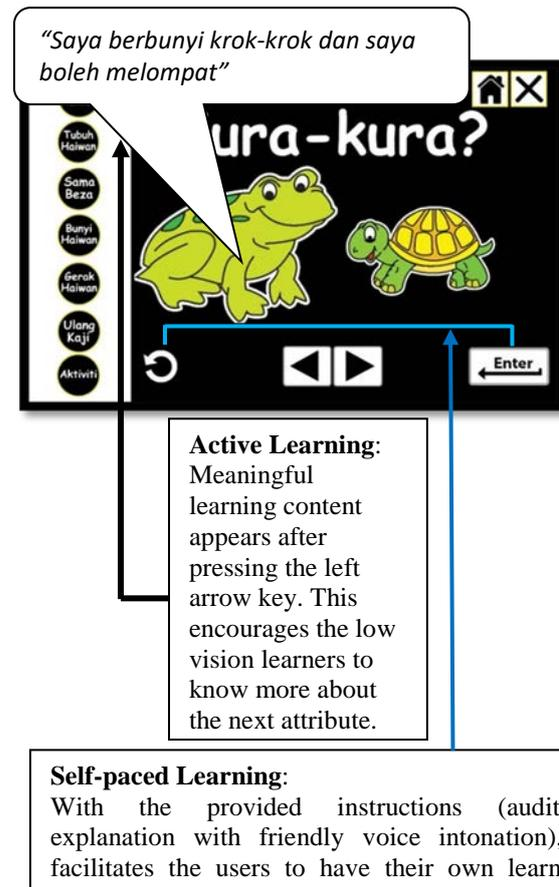 “Saya berbunyi krok-krok dan saya
boleh melompat”
ura-kura?
Tubuh
Haiwan
Sama
Beza
Bunyi
Haiwan
Gerak
Haiwan
Ulang
Kaji
Aktiviti
Enter
Active Learning:
Meaningful
learning content
appears after
pressing the left
arrow key. This
encourages the low
vision learners to
know more about
the next attribute.
Self-paced Learning:
With the provided instructions (audit
explanation with friendly voice intonation),
facilitates the users to have their own learn